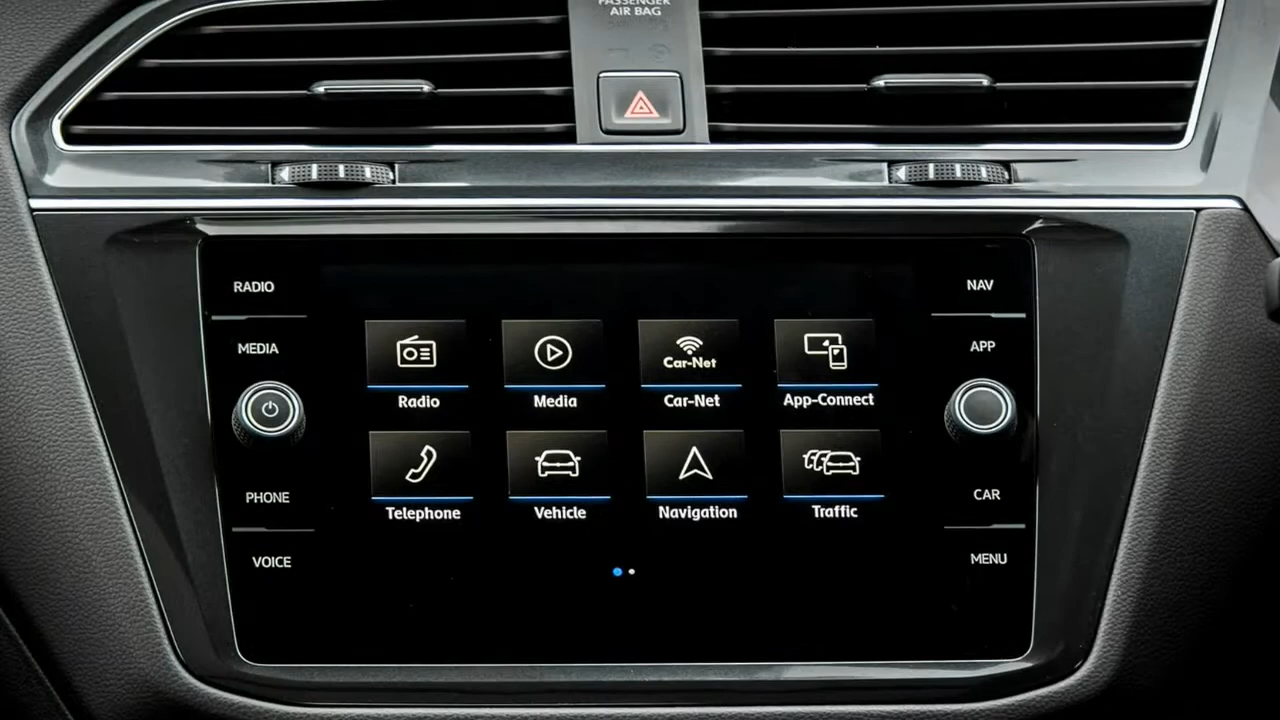 PASSENGER
AIR BAG
RADIO
NAV
MEDIA
APP
Car-Net
Radio
Media
Car-Net
App-Connect
PHONE
CAR
Telephone
Vehicle
Navigation
Traffic
VOICE
MENU